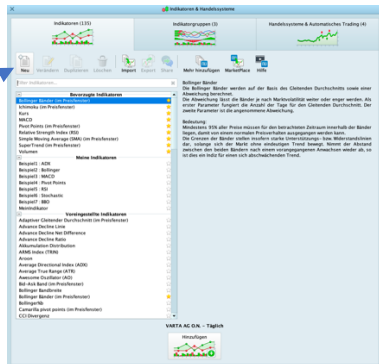 Indikatoren & Handelssysteme
Indikatoren (135)
Indikatorgruppen (3)
Handelssysteme & Automatisches Trading (4)
Neu
Verändern
Duplizieren
Löschen
Import
Export
Share
Mehr hinzufügen
MarketPlace
Hilfe
Bevorzugte Indikatoren
Bollinger Bänder (im Preisfenster)
Ichimoku (im Preisfenster)
Kurs
MACD
Pivot Points (im Preisfenster)
Relative Strength Index (RSI)
Simple Moving Average (SMA) (im Preisfenster)
SuperTrend (im Preisfenster)
Volumen
Meine Indikatoren
Beispiel1 : ADX
Beispiel2 : Bollinger
Beispiel3 : MACD
Beispiel4 : Pivot Points
Beispiel5 : RSI
Beispiel6 : Stochastic
Beispiel7 : BBO
MeinIndikator
Voreingestellte Indikatoren
Adaptiver Gleitender Durchschnitt (im Preisfenster)
Advance Decline Line
Advance Decline Net Difference
Advance Decline Ratio
Akkumulation Distribution
ARMS Index (TRIN)
Aroon
Average Directional Index (ADX)
Average True Range (ATR)
Awesome Oszillator (AO)
Bid-Ask Band (im Preisfenster)
Bollinger Bandbreite
Bollinger Bänder (im Preisfenster)
Bollinger%b
Camarilla pivot points (im Preisfenster)
CCI Divergenz
Bollinger Bänder
Die Bollinger Bänder werden auf der Basis des Gleitenden Durchschnitts sowie einer
Abweichung berechnet.
Die Abweichung lässt die Bänder je nach Marktvolatilität weiter oder enger werden. Als
erster Parameter fungiert die Anzahl der Tage für den Gleitenden Durchschnitt. Der
zweite Parameter ist die angenommene Abweichung.
Bedeutung:
Mindestens 95% aller Preise müssen für den betrachteten Zeitraum innerhalb der Bänder
liegen, damit von einem normalen Preisverhalten ausgegangen werden kann.
Die Grenzen der Bänder stellen insofern starke Unterstützungs- bzw. Widerstandslinien
dar, solange sich der Markt ohne eindeutigen Trend bewegt. Nimmt der Abstand
zwischen den beiden Bändern nach einem vorangegangenen Anwachsen wieder ab, so
ist dies ein Indiz für einen sich abschwächenden Trend.
VARTA AG O.N. - Täglich
Hinzufügen